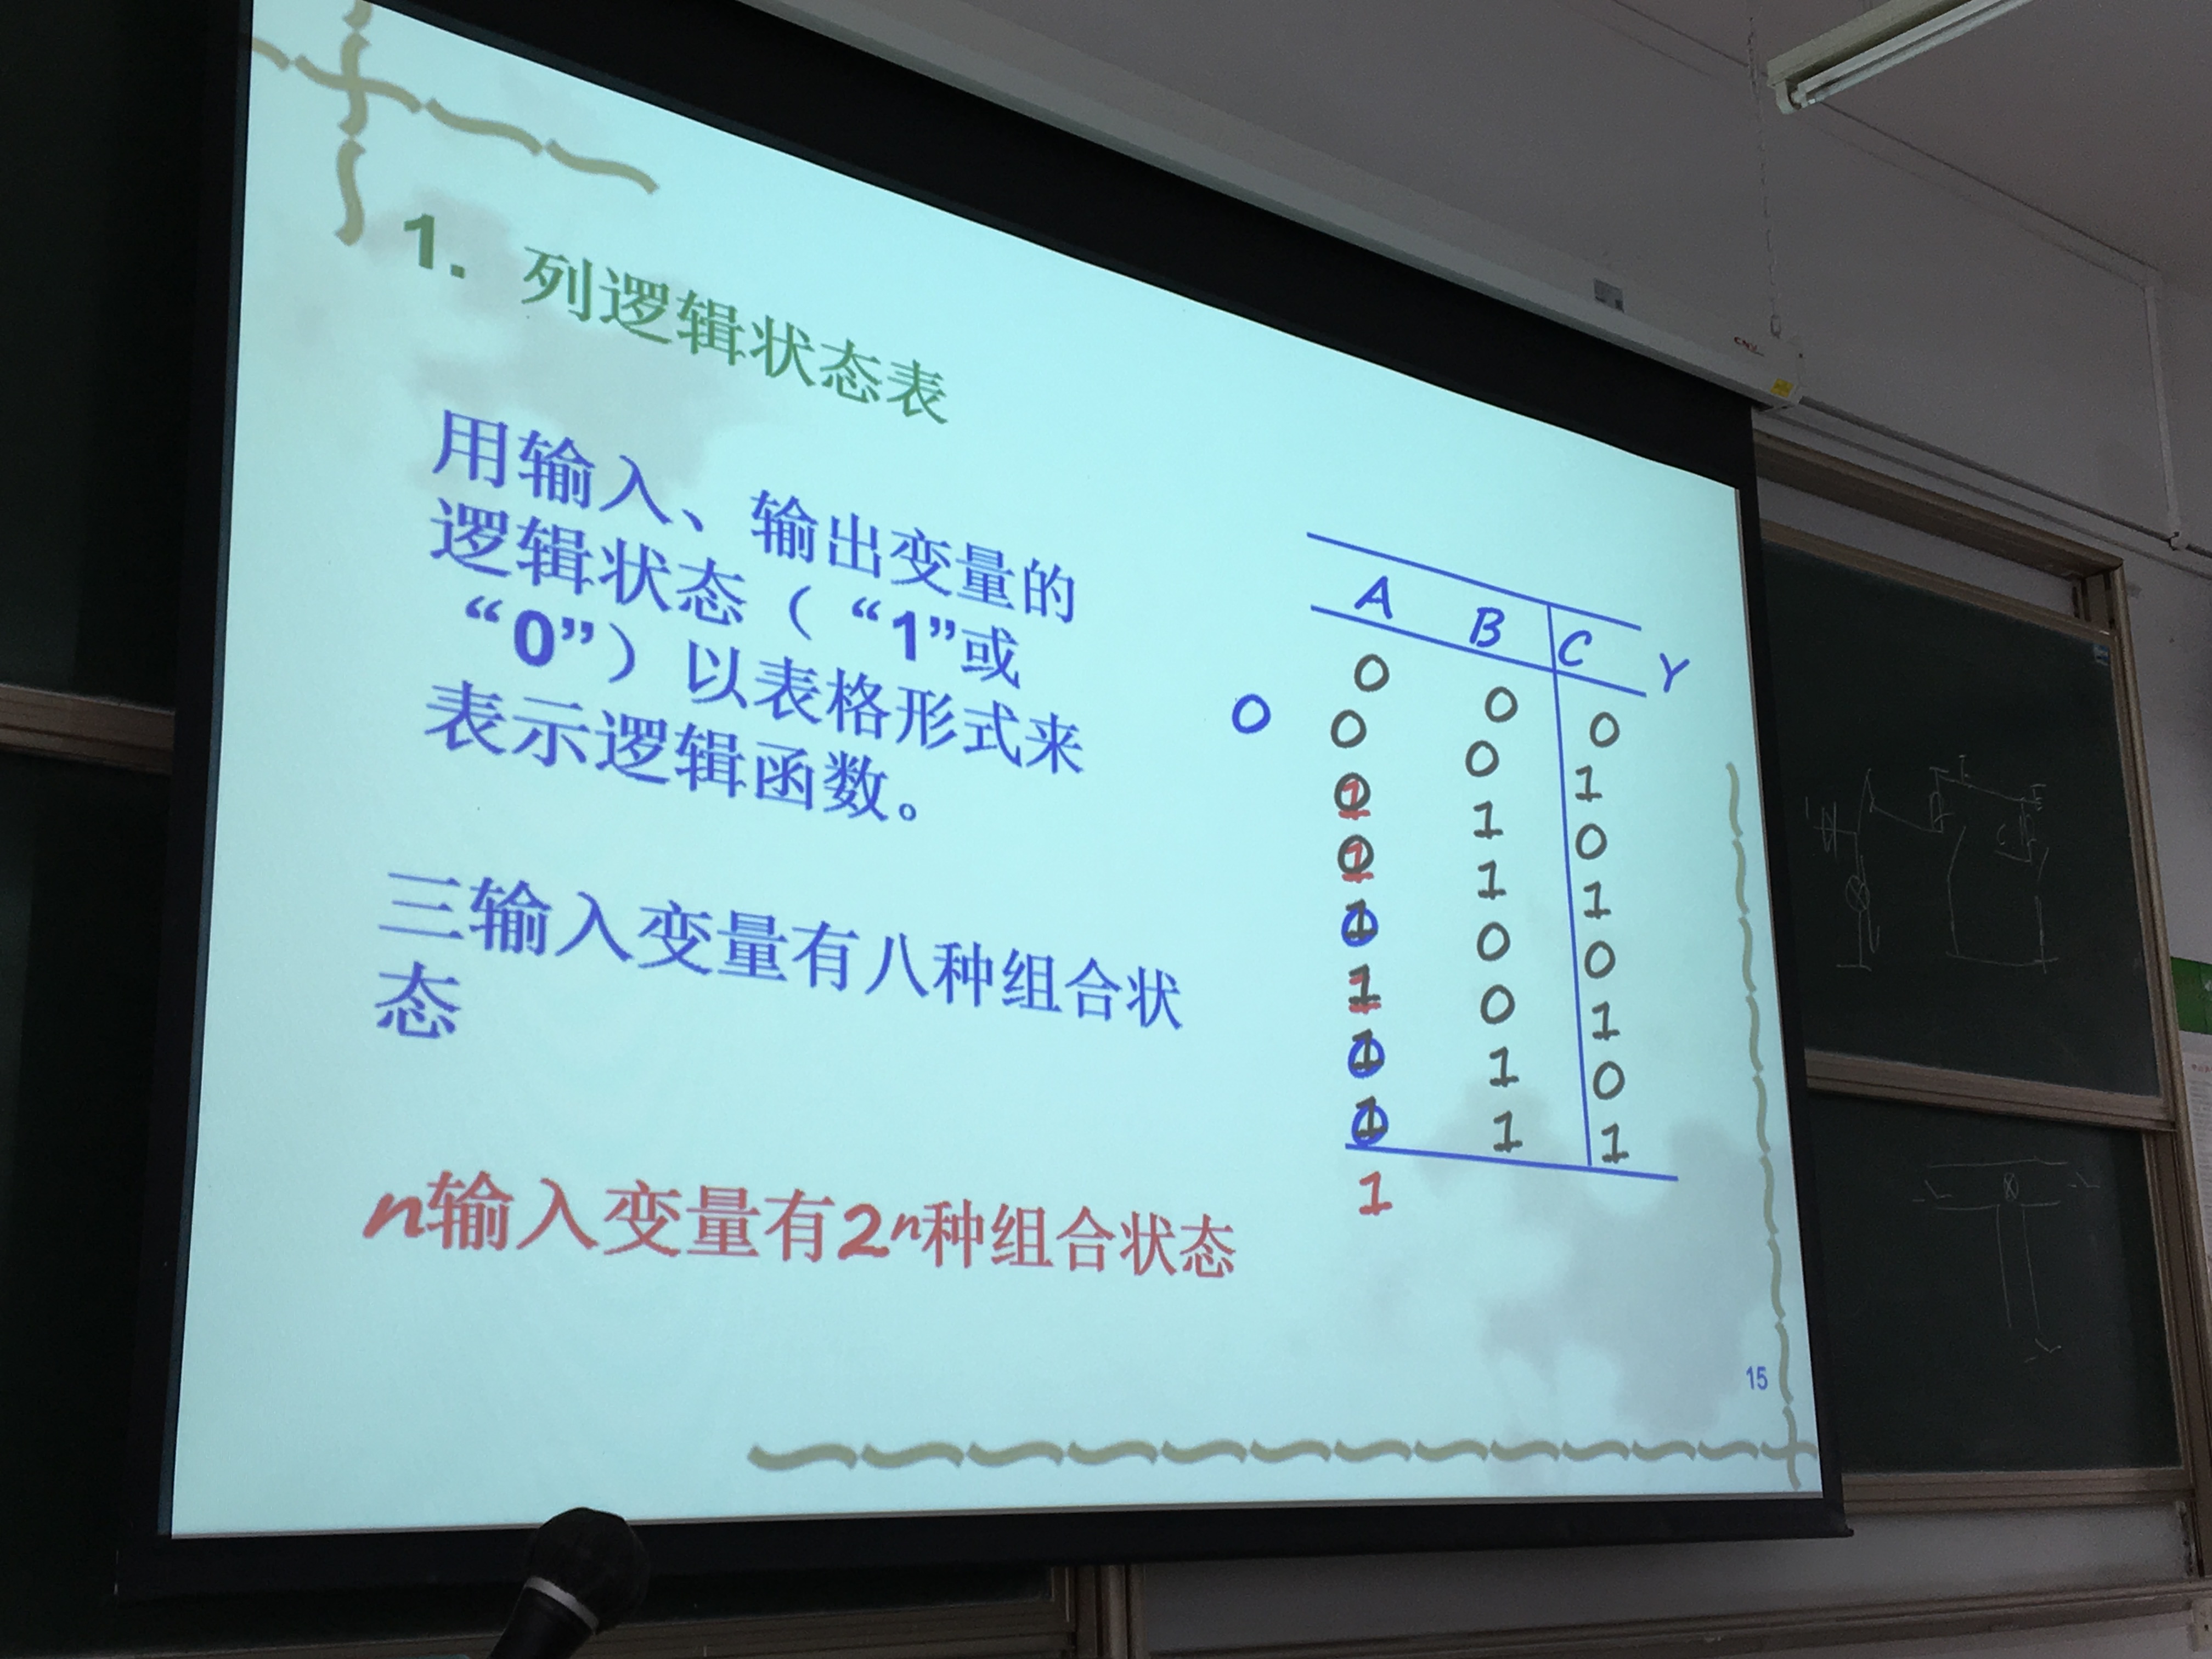 1. 列逻辑状态表
用输入、输出变量的
逻辑状态（“1”或
“0”）以表格形式来
表示逻辑函数。
三输入变量有八种组合状
态
n输入变量有2ⁿ种组合状态
A B C Y
0 0 0
0 0 0 1
0 1 0
0 1 1
1 0 0
1 0 1
1 1 0
1 1 1
1
15